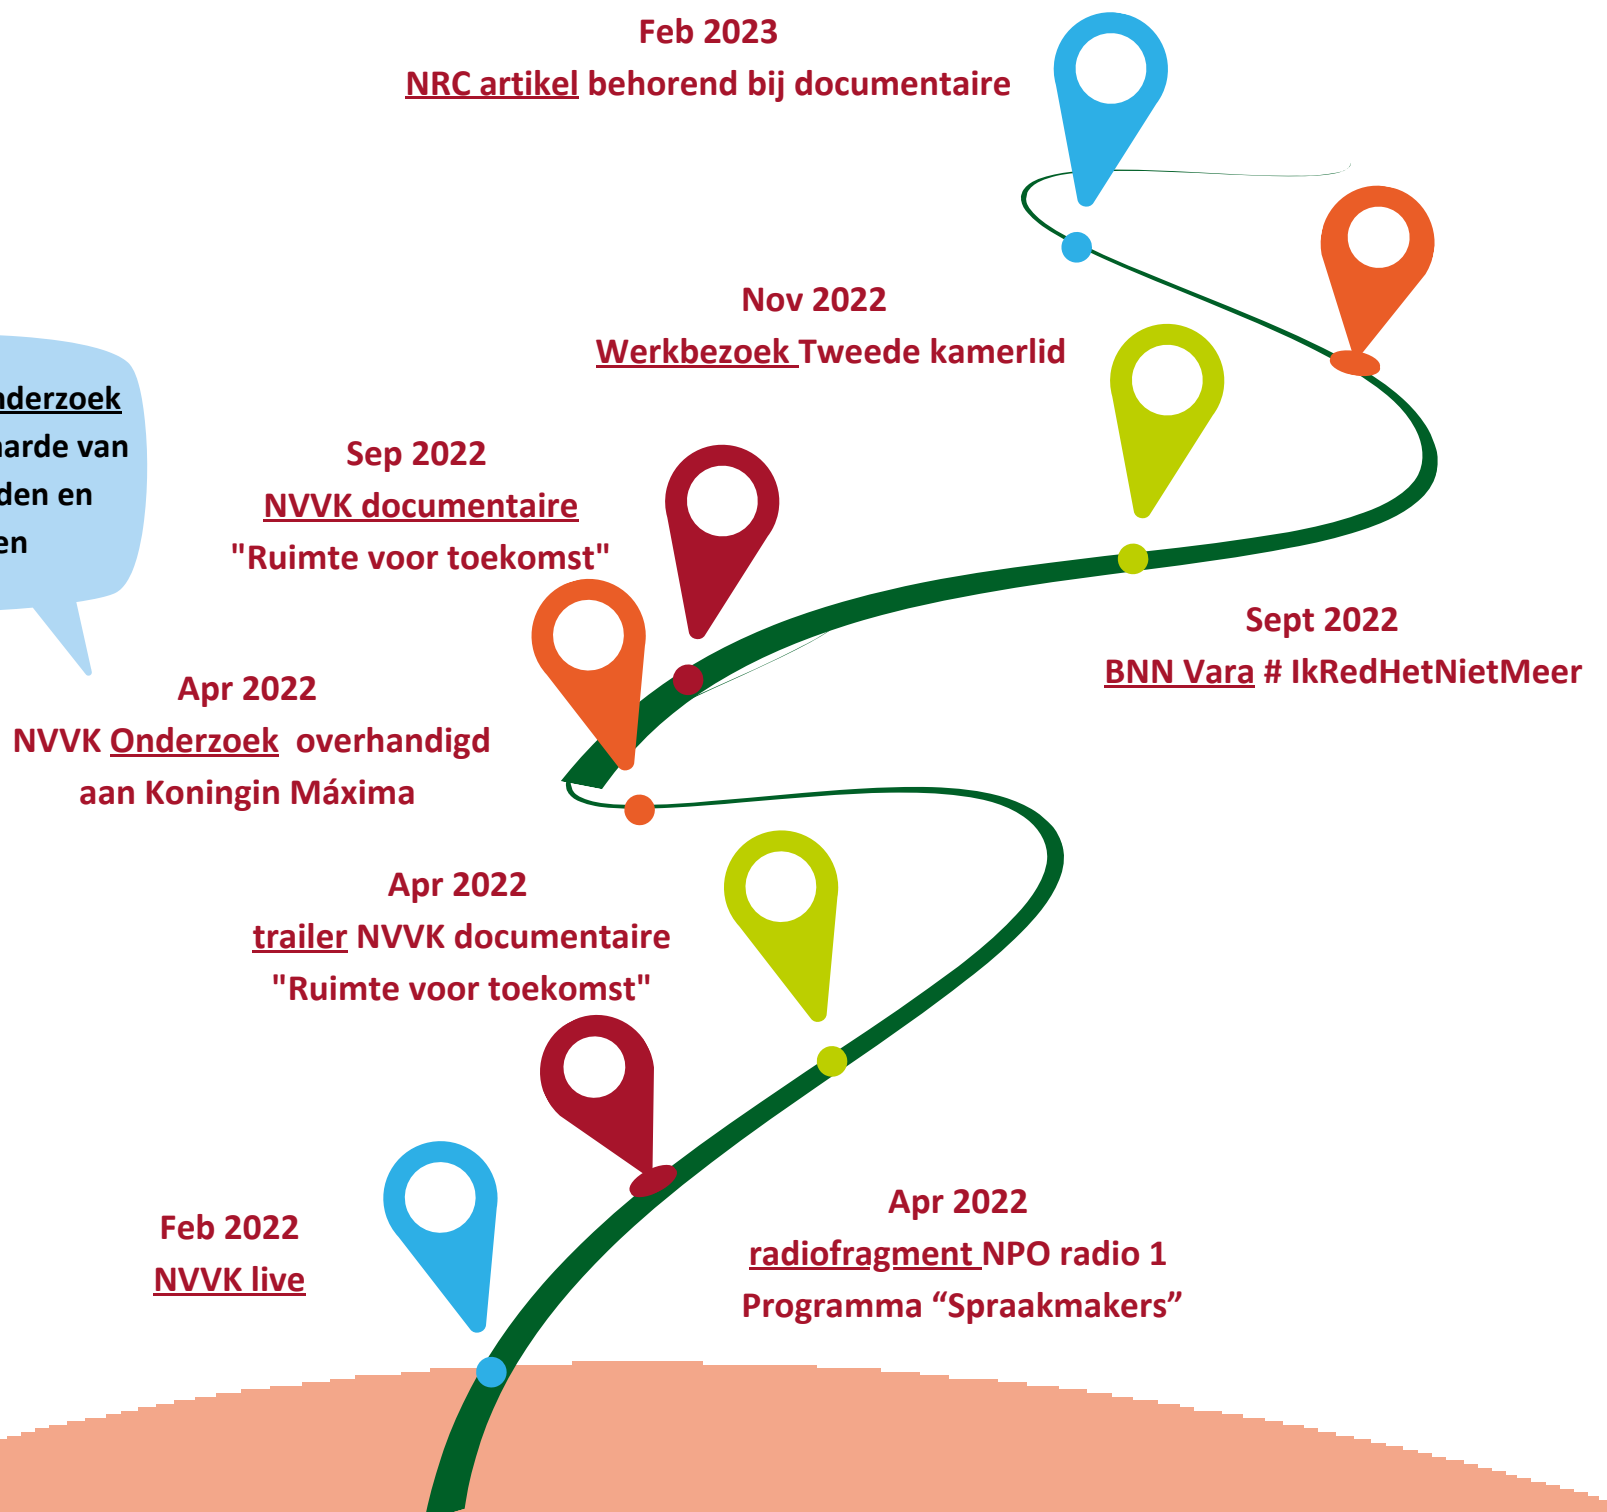 Feb 2023
NRC artikel behorend bij documentaire
Nov 2022
Werkbezoek Tweede kamerlid
van
en
Sep 2022
NVVK documentaire
"Ruimte voor toekomst"
Sept 2022
BNN Vara # IkRedHetNietMeer
Apr 2022
NVVK Onderzoek overhandigd
aan Koningin Máxima
Apr 2022
trailer NVVK documentaire
"Ruimte voor toekomst"
Apr 2022
radiofragment NPO radio 1
Programma “Spraakmakers”
Feb 2022
NVVK live